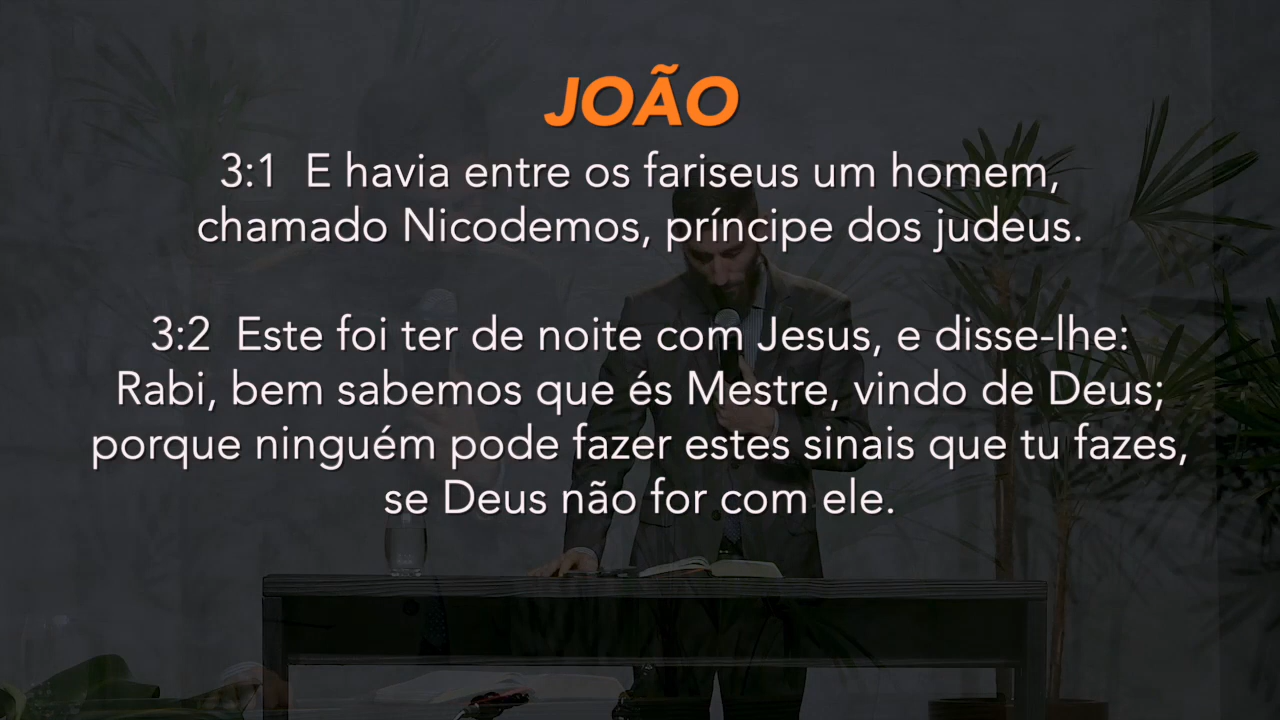 JOÃO
3:1 E havia entre os fariseus um homem,
chamado Nicodemos, príncipe dos judeus.
3:2 Este foi ter de noite com Jesus, e disse-lhe:
Rabi, bem sabemos que és Mestre, vindo de Deus;
porque ninguém pode fazer estes sinais que tu fazes,
se Deus não for com ele.